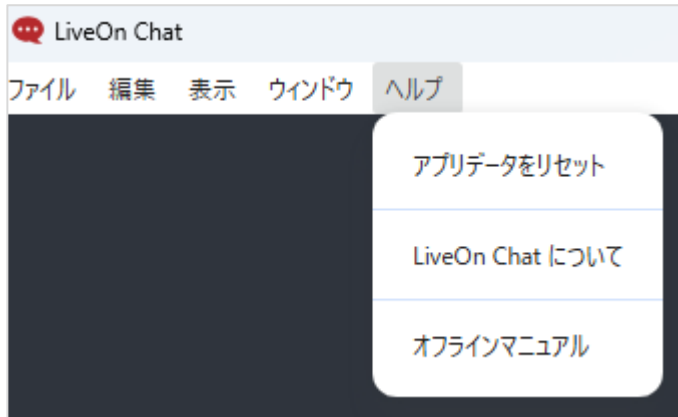 LiveOn Chat
ファイル 編集 表示 ウィンドウ ヘルプ
アプリデータをリセット
LiveOn Chat について
オフラインマニュアル